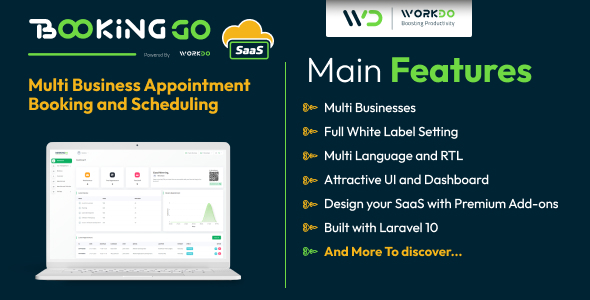 BOOKiNG GO
SaaS
Powered By WORKDO
Multi Business Appointment
Booking and Scheduling
WD WORKDO
Boosting Productivity
Main Features
Multi Businesses
Full White Label Setting
Multi Language and RTL
Attractive UI and Dashboard
Design your SaaS with Premium Add-ons
Built with Laravel 10
And More To discover...